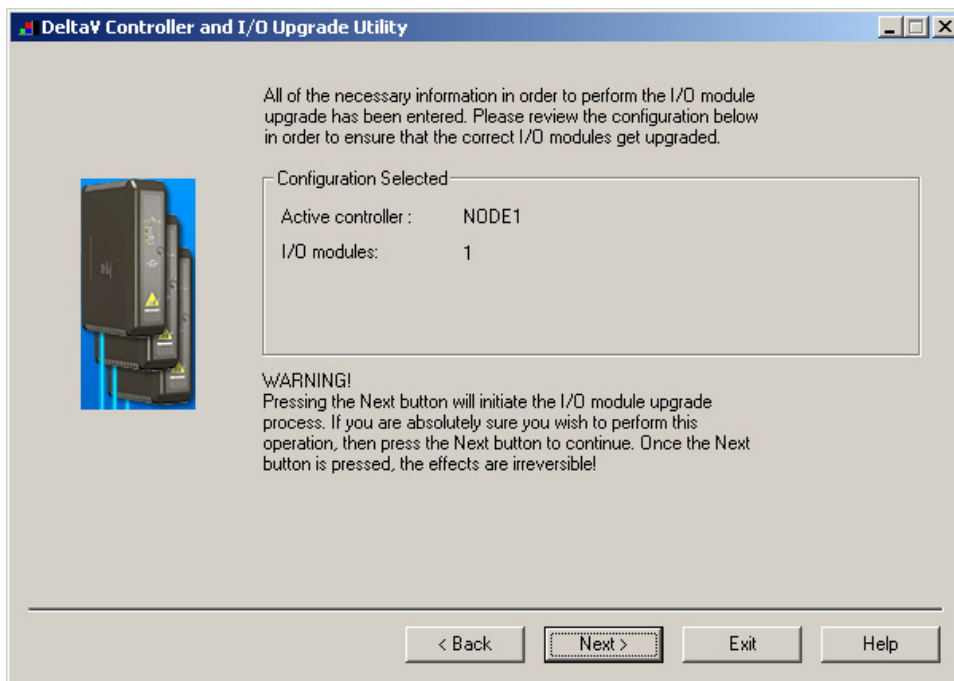 DeltaV Controller and I/O Upgrade Utility
All of the necessary information in order to perform the I/O module
upgrade has been entered. Please review the configuration below
in order to ensure that the correct I/O modules get upgraded.
Configuration Selected
Active controller : NODE1
I/O modules: 1
WARNING!
Pressing the Next button will initiate the I/O module upgrade
process. If you are absolutely sure you wish to perform this
operation, then press the Next button to continue. Once the Next
button is pressed, the effects are irreversible!
< Back
Next >
Exit
Help